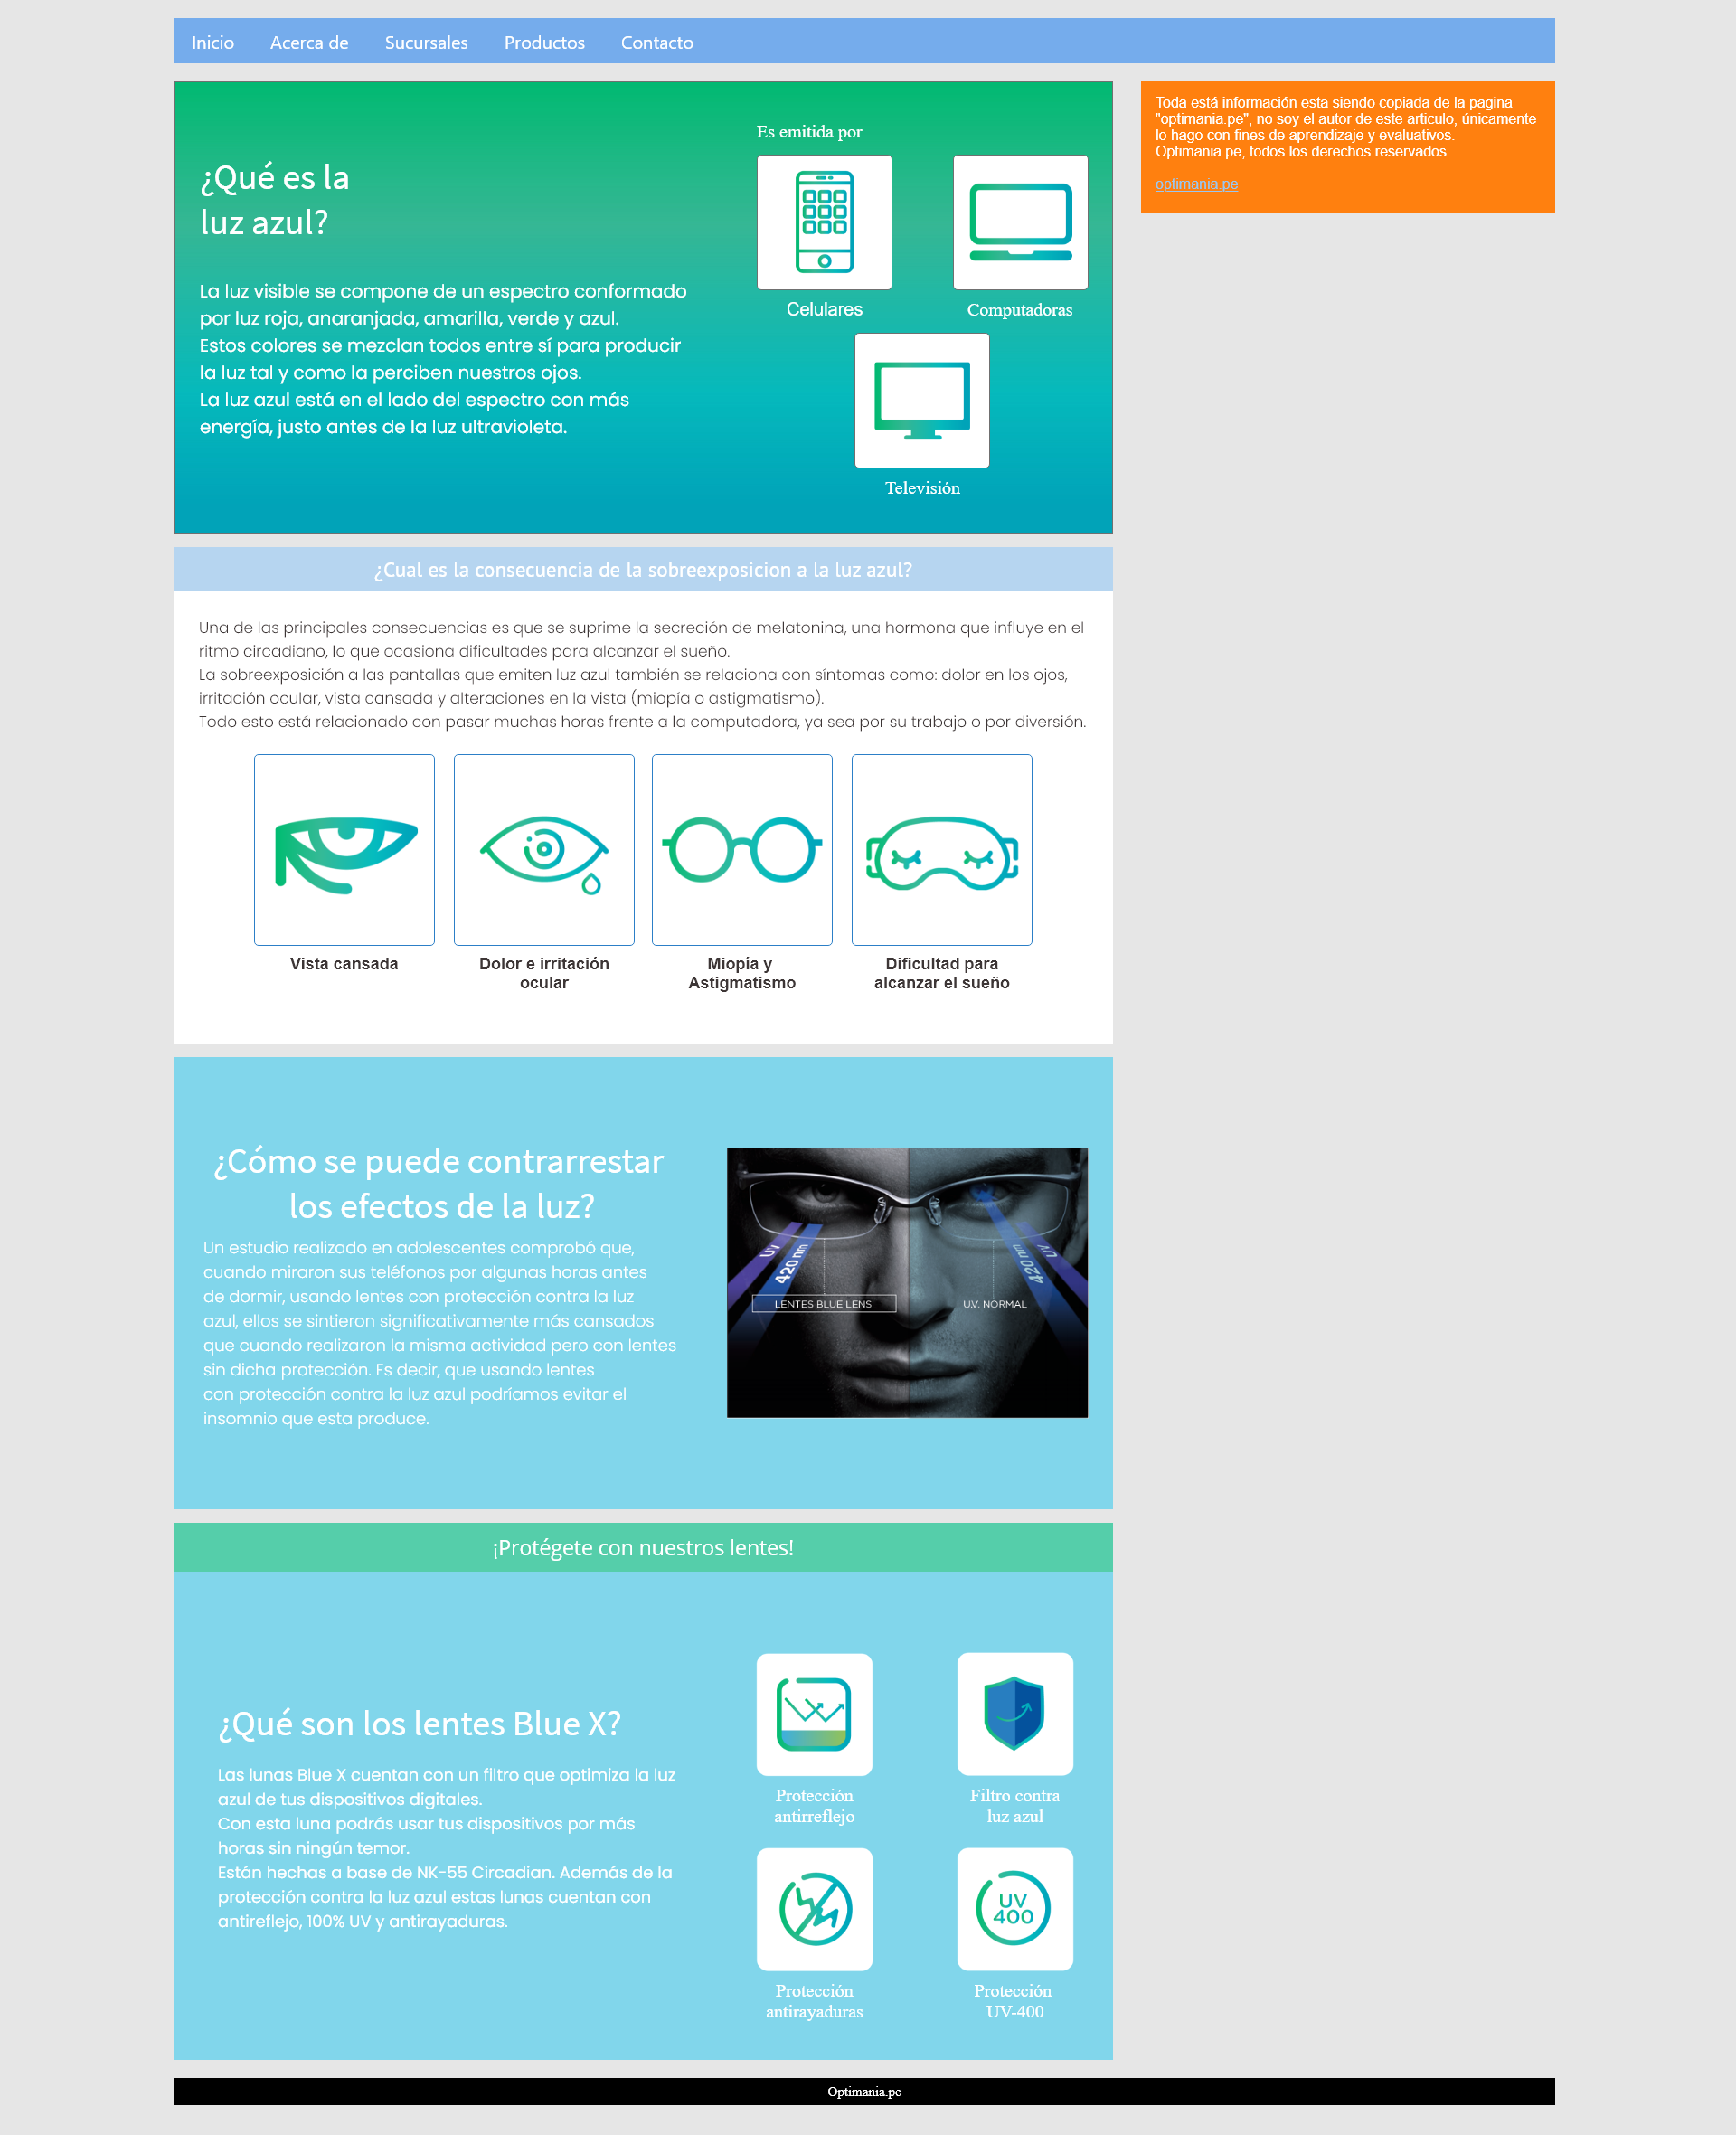 Inicio
Acerca de
Sucursales
Productos
Contacto
¿Qué es la
luz azul?
La luz visible se compone de un espectro conformado
por luz roja, anaranjada, amarilla, verde y azul.
Estos colores se mezclan todos entre sí para producir
la luz tal y como la perciben nuestros ojos.
La luz azul está en el lado del espectro con más
energía, justo antes de la luz ultravioleta.
Es emitida por
Celulares
Computadoras
Televisión
Toda está información esta siendo copiada de la pagina
"optimania.pe", no soy el autor de este articulo, únicamente
lo hago con fines de aprendizaje y evaluativos.
Optimania.pe, todos los derechos reservados
optimania.pe
¿Cual es la consecuencia de la sobreexposicion a la luz azul?
Una de las principales consecuencias es que se suprime la secreción de melatonina, una hormona que influye en el
ritmo circadiano, lo que ocasiona dificultades para alcanzar el sueño.
La sobreexposición a las pantallas que emiten luz azul también se relaciona con síntomas como: dolor en los ojos,
irritación ocular, vista cansada y alteraciones en la vista (miopía o astigmatismo).
Todo esto está relacionado con pasar muchas horas frente a la computadora, ya sea por su trabajo o por diversión.
Vista cansada
Dolor e irritación
ocular
Miopía y
Astigmatismo
Dificultad para
alcanzar el sueño
¿Cómo se puede contrarrestar
los efectos de la luz?
Un estudio realizado en adolescentes comprobó que,
cuando miraron sus teléfonos por algunas horas antes
de dormir, usando lentes con protección contra la luz
azul, ellos se sintieron significativamente más cansados
que cuando realizaron la misma actividad pero con lentes
sin dicha protección. Es decir, que usando lentes
con protección contra la luz azul podríamos evitar el
insomnio que esta produce.
UV
420 nm
LENTES BLUE LENS
420 nm
UV
U.V. NORMAL
¡Protégete con nuestros lentes!
¿Qué son los lentes Blue X?
Las lunas Blue X cuentan con un filtro que optimiza la luz
azul de tus dispositivos digitales.
Con esta luna podrás usar tus dispositivos por más
horas sin ningún temor.
Están hechas a base de NK-55 Circadian. Además de la
protección contra la luz azul estas lunas cuentan con
antireflejo, 100% UV y antirayaduras.
Protección
antirreflejo
Filtro contra
luz azul
Protección
antirayaduras
UV
400
Protección
UV-400
Optimania.pe